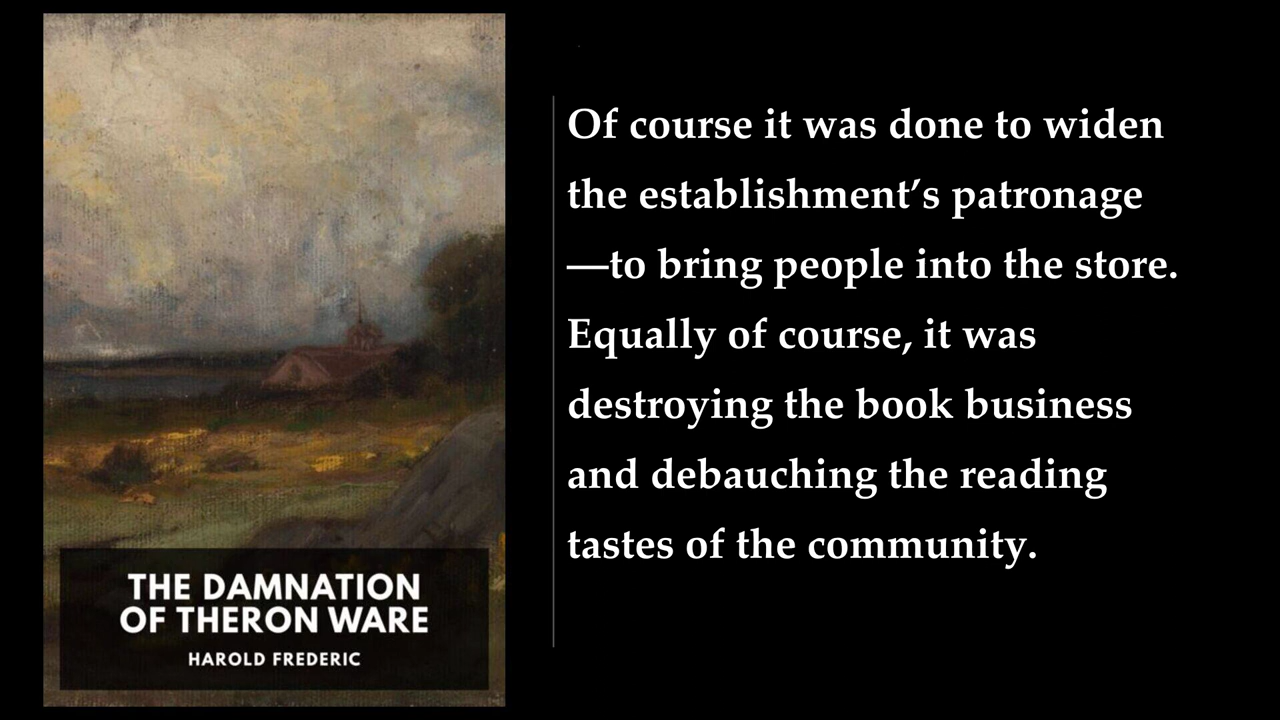 THE DAMNATION
OF THERON WARE
HAROLD FREDERIC
Of course it was done to widen
the establishment’s patronage
—to bring people into the store.
Equally of course, it was
destroying the book business
and debauching the reading
tastes of the community.